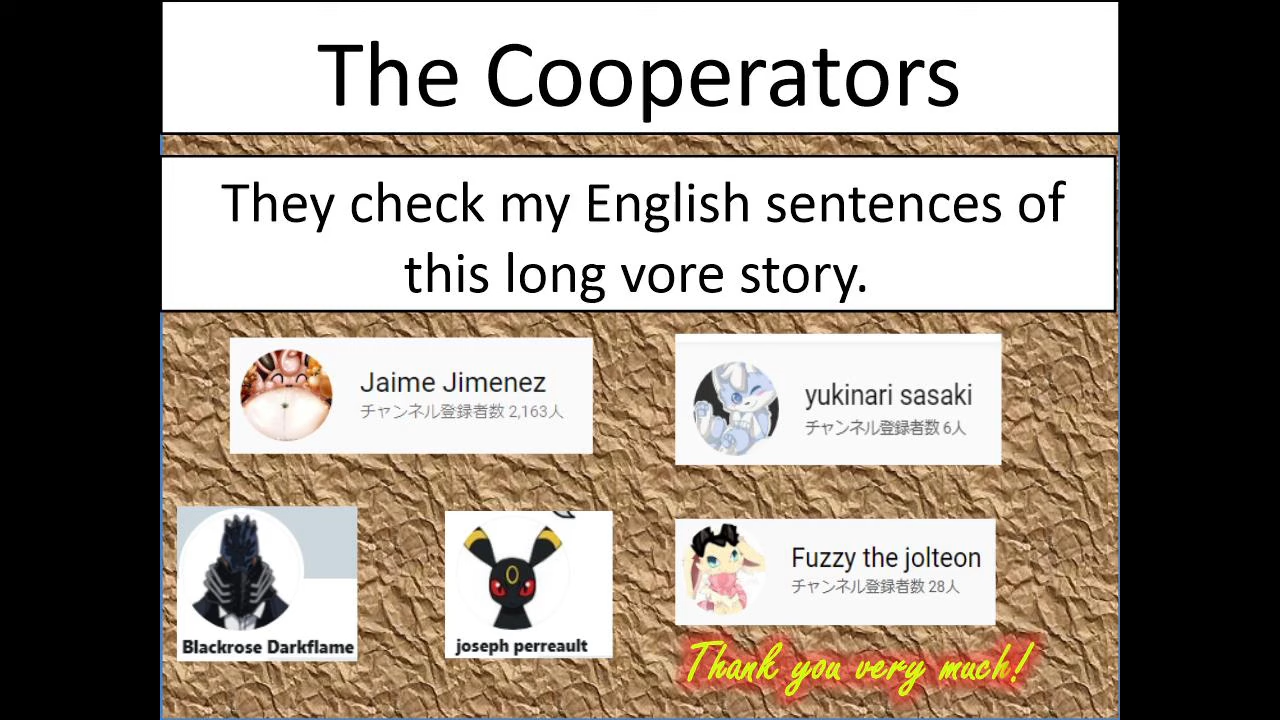 The Cooperators
They check my English sentences of
this long vore story.
Jaime Jimenez
チャンネル登録者数 2,163人
yukinari sasaki
チャンネル登録者数 6人
Blackrose Darkflame
joseph perreault
Fuzzy the jolteon
チャンネル登録者数 28人
Thank you very much!